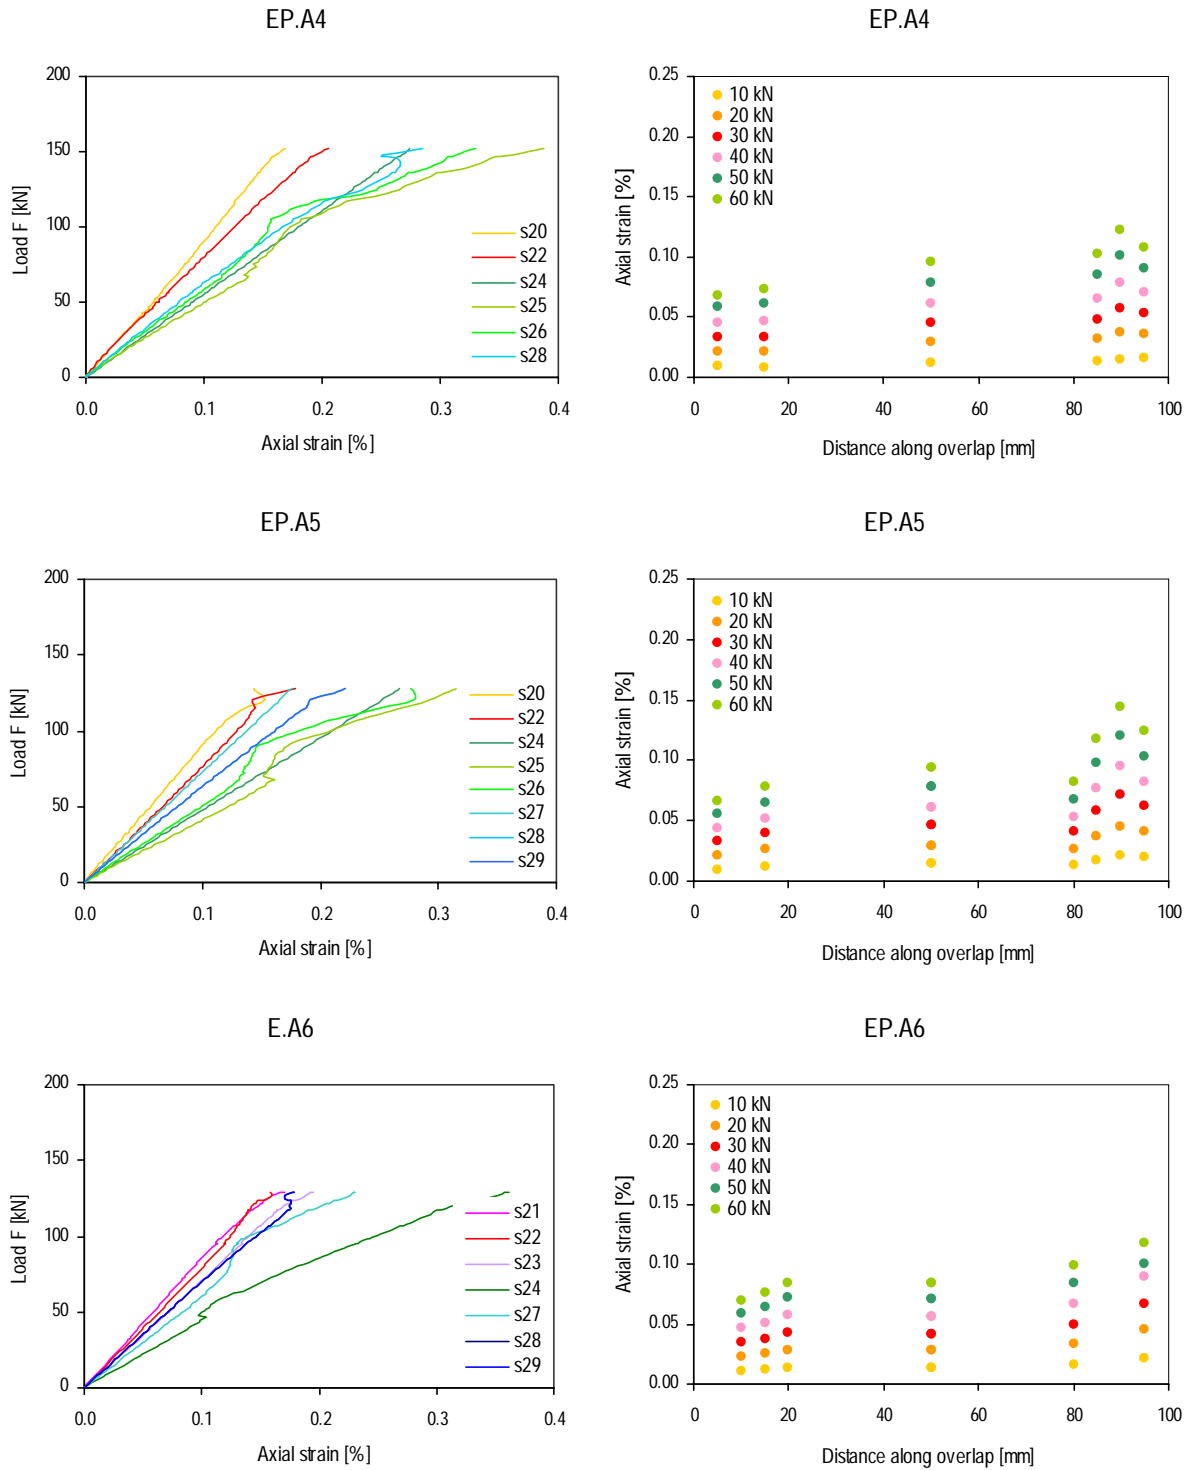 EP.A4
200
150
100
50
0
Load F [kN]
s20
s22
s24
s25
s26
s28
0.0 0.1 0.2 0.3 0.4
Axial strain [%]
EP.A4
0.25
0.20
0.15
0.10
0.05
0.00
Axial strain [%]
10 kN
20 kN
30 kN
40 kN
50 kN
60 kN
0 20 40 60 80 100
Distance along overlap [mm]
EP.A5
200
150
100
50
0
Load F [kN]
s20
s22
s24
s25
s26
s27
s28
s29
0.0 0.1 0.2 0.3 0.4
Axial strain [%]
EP.A5
0.25
0.20
0.15
0.10
0.05
0.00
Axial strain [%]
10 kN
20 kN
30 kN
40 kN
50 kN
60 kN
0 20 40 60 80 100
Distance along overlap [mm]
E.A6
200
150
100
50
0
Load F [kN]
s21
s22
s23
s24
s27
s28
s29
0.0 0.1 0.2 0.3 0.4
Axial strain [%]
EP.A6
0.25
0.20
0.15
0.10
0.05
0.00
Axial strain [%]
10 kN
20 kN
30 kN
40 kN
50 kN
60 kN
0 20 40 60 80 100
Distance along overlap [mm]